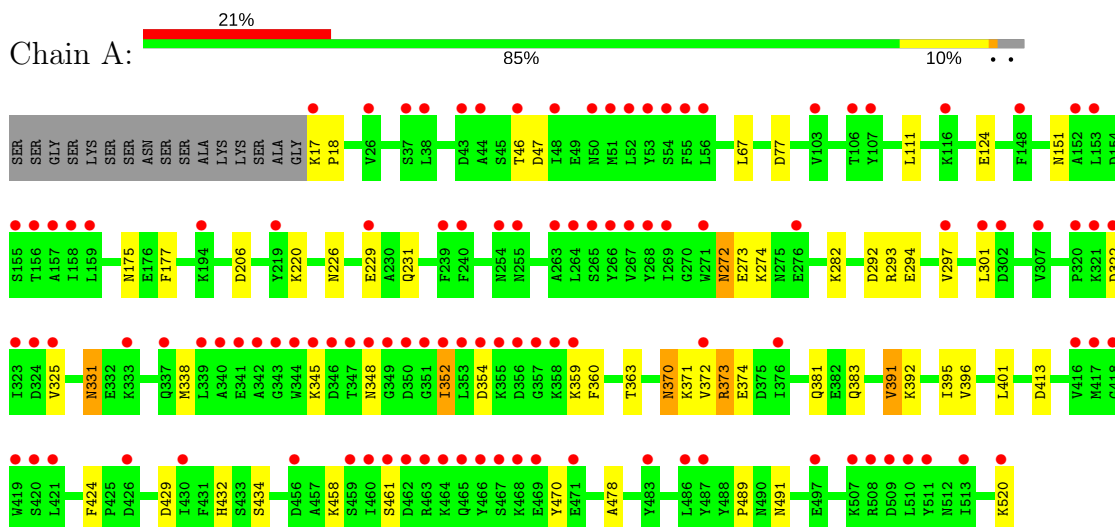 21%
Chain A:
85% 10% • •
SER SER GLY SER LYS SER SER ASN SER SER ALA LYS LYS SER ALA GLY K17 P18 V26 S37 L38 D43 A44 S45 T46 D47 I48 E49 N50 M51 L52 Y53 S54 F55 L56 L67 D77 V103 T106 Y107 L111 K116 E124 F148 N151 A152 L153 D154
S155 T156 A157 I158 L159 N175 E176 F177 K194 D206 Y219 K220 N226 E229 A230 Q231 F239 F240 N254 N255 A263 L264 S265 Y266 V267 Y268 I269 G270 W271 N272 E273 K274 N275 E276 K282 D292 R293 E294 V297 L301 D302 V307 P320 K321 D322
I323 D324 V325 N331 E332 K333 Q337 M338 L339 A340 E341 A342 G343 W344 K345 D346 T347 N348 G349 D350 G351 I352 L353 D354 K355 D356 G357 K358 K359 F360 T363 N370 K371 V372 R373 E374 D375 I376 Q381 E382 Q383 V391 K392 I395 V396 L401 D413 V416 M417 G418
W419 S420 L421 F424 P425 D426 D429 I430 F431 H432 S433 S434 D456 A457 K458 S459 I460 S461 D462 R463 K464 Q465 Y466 S467 K468 E469 Y470 E471 A478 Y483 L486 Y487 Y488 P489 N490 N491 E497 K507 R508 D509 L510 Y511 N512 I513 K520